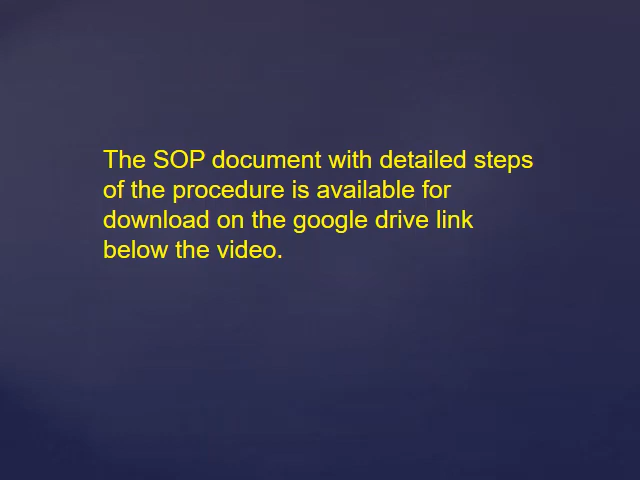 The SOP document with detailed steps
of the procedure is available for
download on the google drive link
below the video.